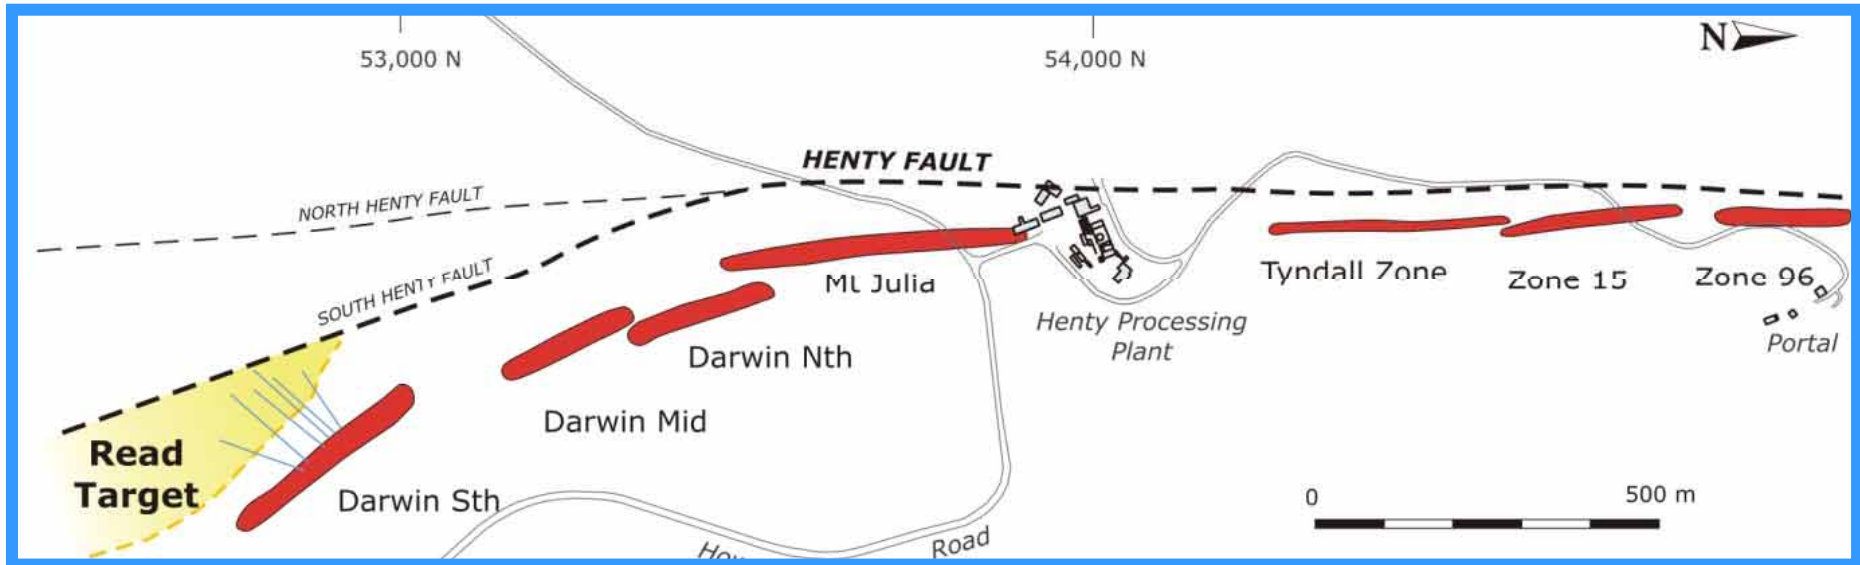 53,000 N
54,000 N
N
HENTY FAULT
NORTH HENTY FAULT
SOUTH HENTY FAULT
Mt Julia
Tyndall Zone
Zone 15
Zone 96
Henty Processing
Plant
Portal
Darwin Nth
Darwin Mid
Read
Target
Darwin Sth
0
500 m
Road